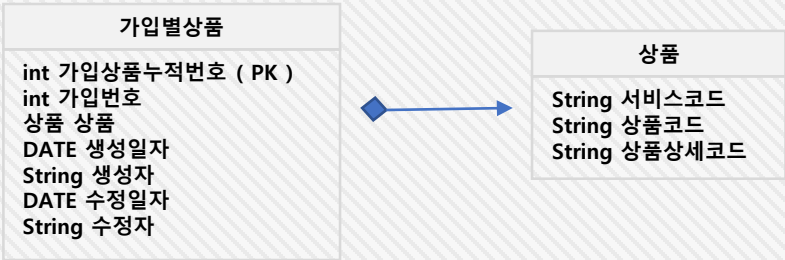 가입별상품
int 가입상품누적번호 ( PK )
int 가입번호
상품 상품
DATE 생성일자
String 생성자
DATE 수정일자
String 수정자
상품
String 서비스코드
String 상품코드
String 상품상세코드